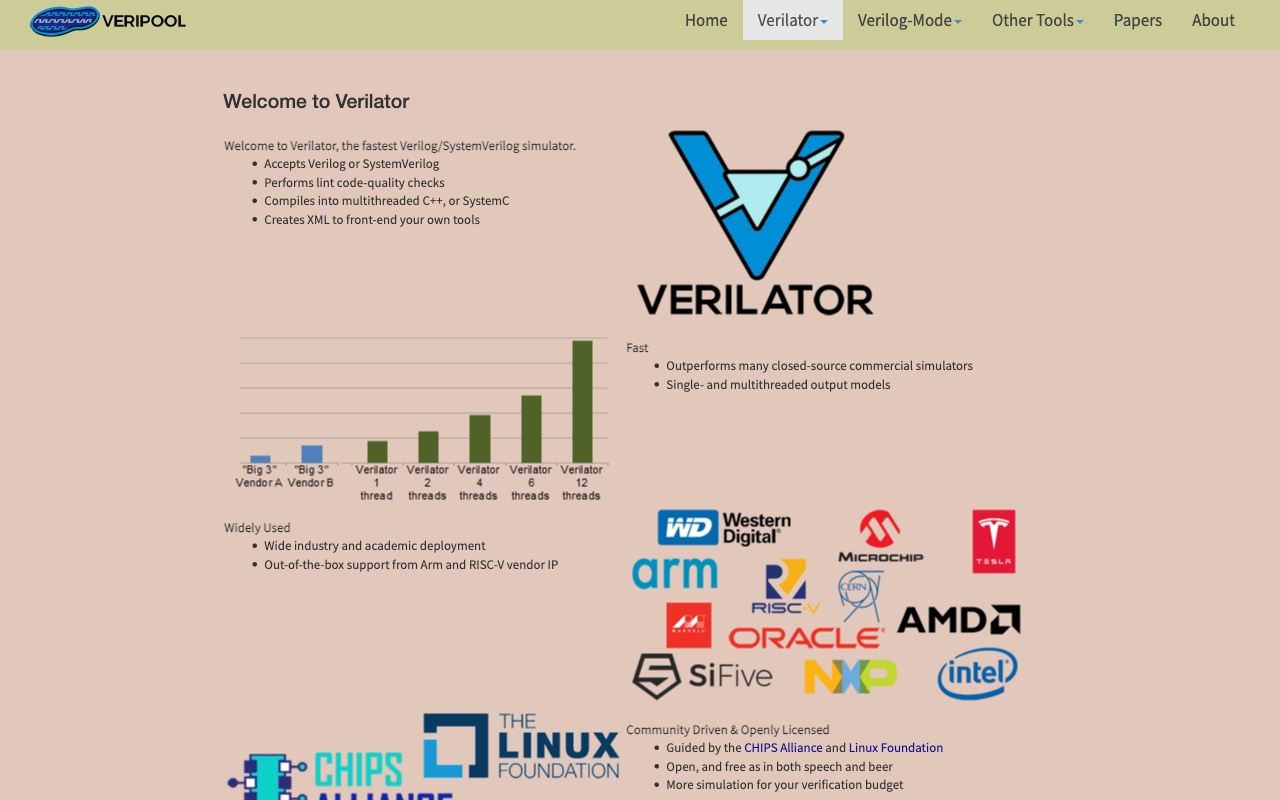 VERIPOOL
Home
Verilator
Verilog-Mode
Other Tools
Papers
About
Welcome to Verilator
Welcome to Verilator, the fastest Verilog/SystemVerilog simulator.
Accepts Verilog or SystemVerilog
Performs lint code-quality checks
Compiles into multithreaded C++, or SystemC
Creates XML to front-end your own tools
VERILATOR
"Big 3" Vendor A
"Big 3" Vendor B
Verilator 1 thread
Verilator 2 threads
Verilator 4 threads
Verilator 6 threads
Verilator 12 threads
Fast
Outperforms many closed-source commercial simulators
Single- and multithreaded output models
Widely Used
Wide industry and academic deployment
Out-of-the-box support from Arm and RISC-V vendor IP
WD Western Digital
MICROCHIP
TESLA
arm
RISC-V
CERN
MARVELL
ORACLE
AMD
SiFive
NXP
intel
THE
LINUX
FOUNDATION
CHIPS
ALLIANCE
Community Driven & Openly Licensed
Guided by the CHIPS Alliance and Linux Foundation
Open, and free as in both speech and beer
More simulation for your verification budget